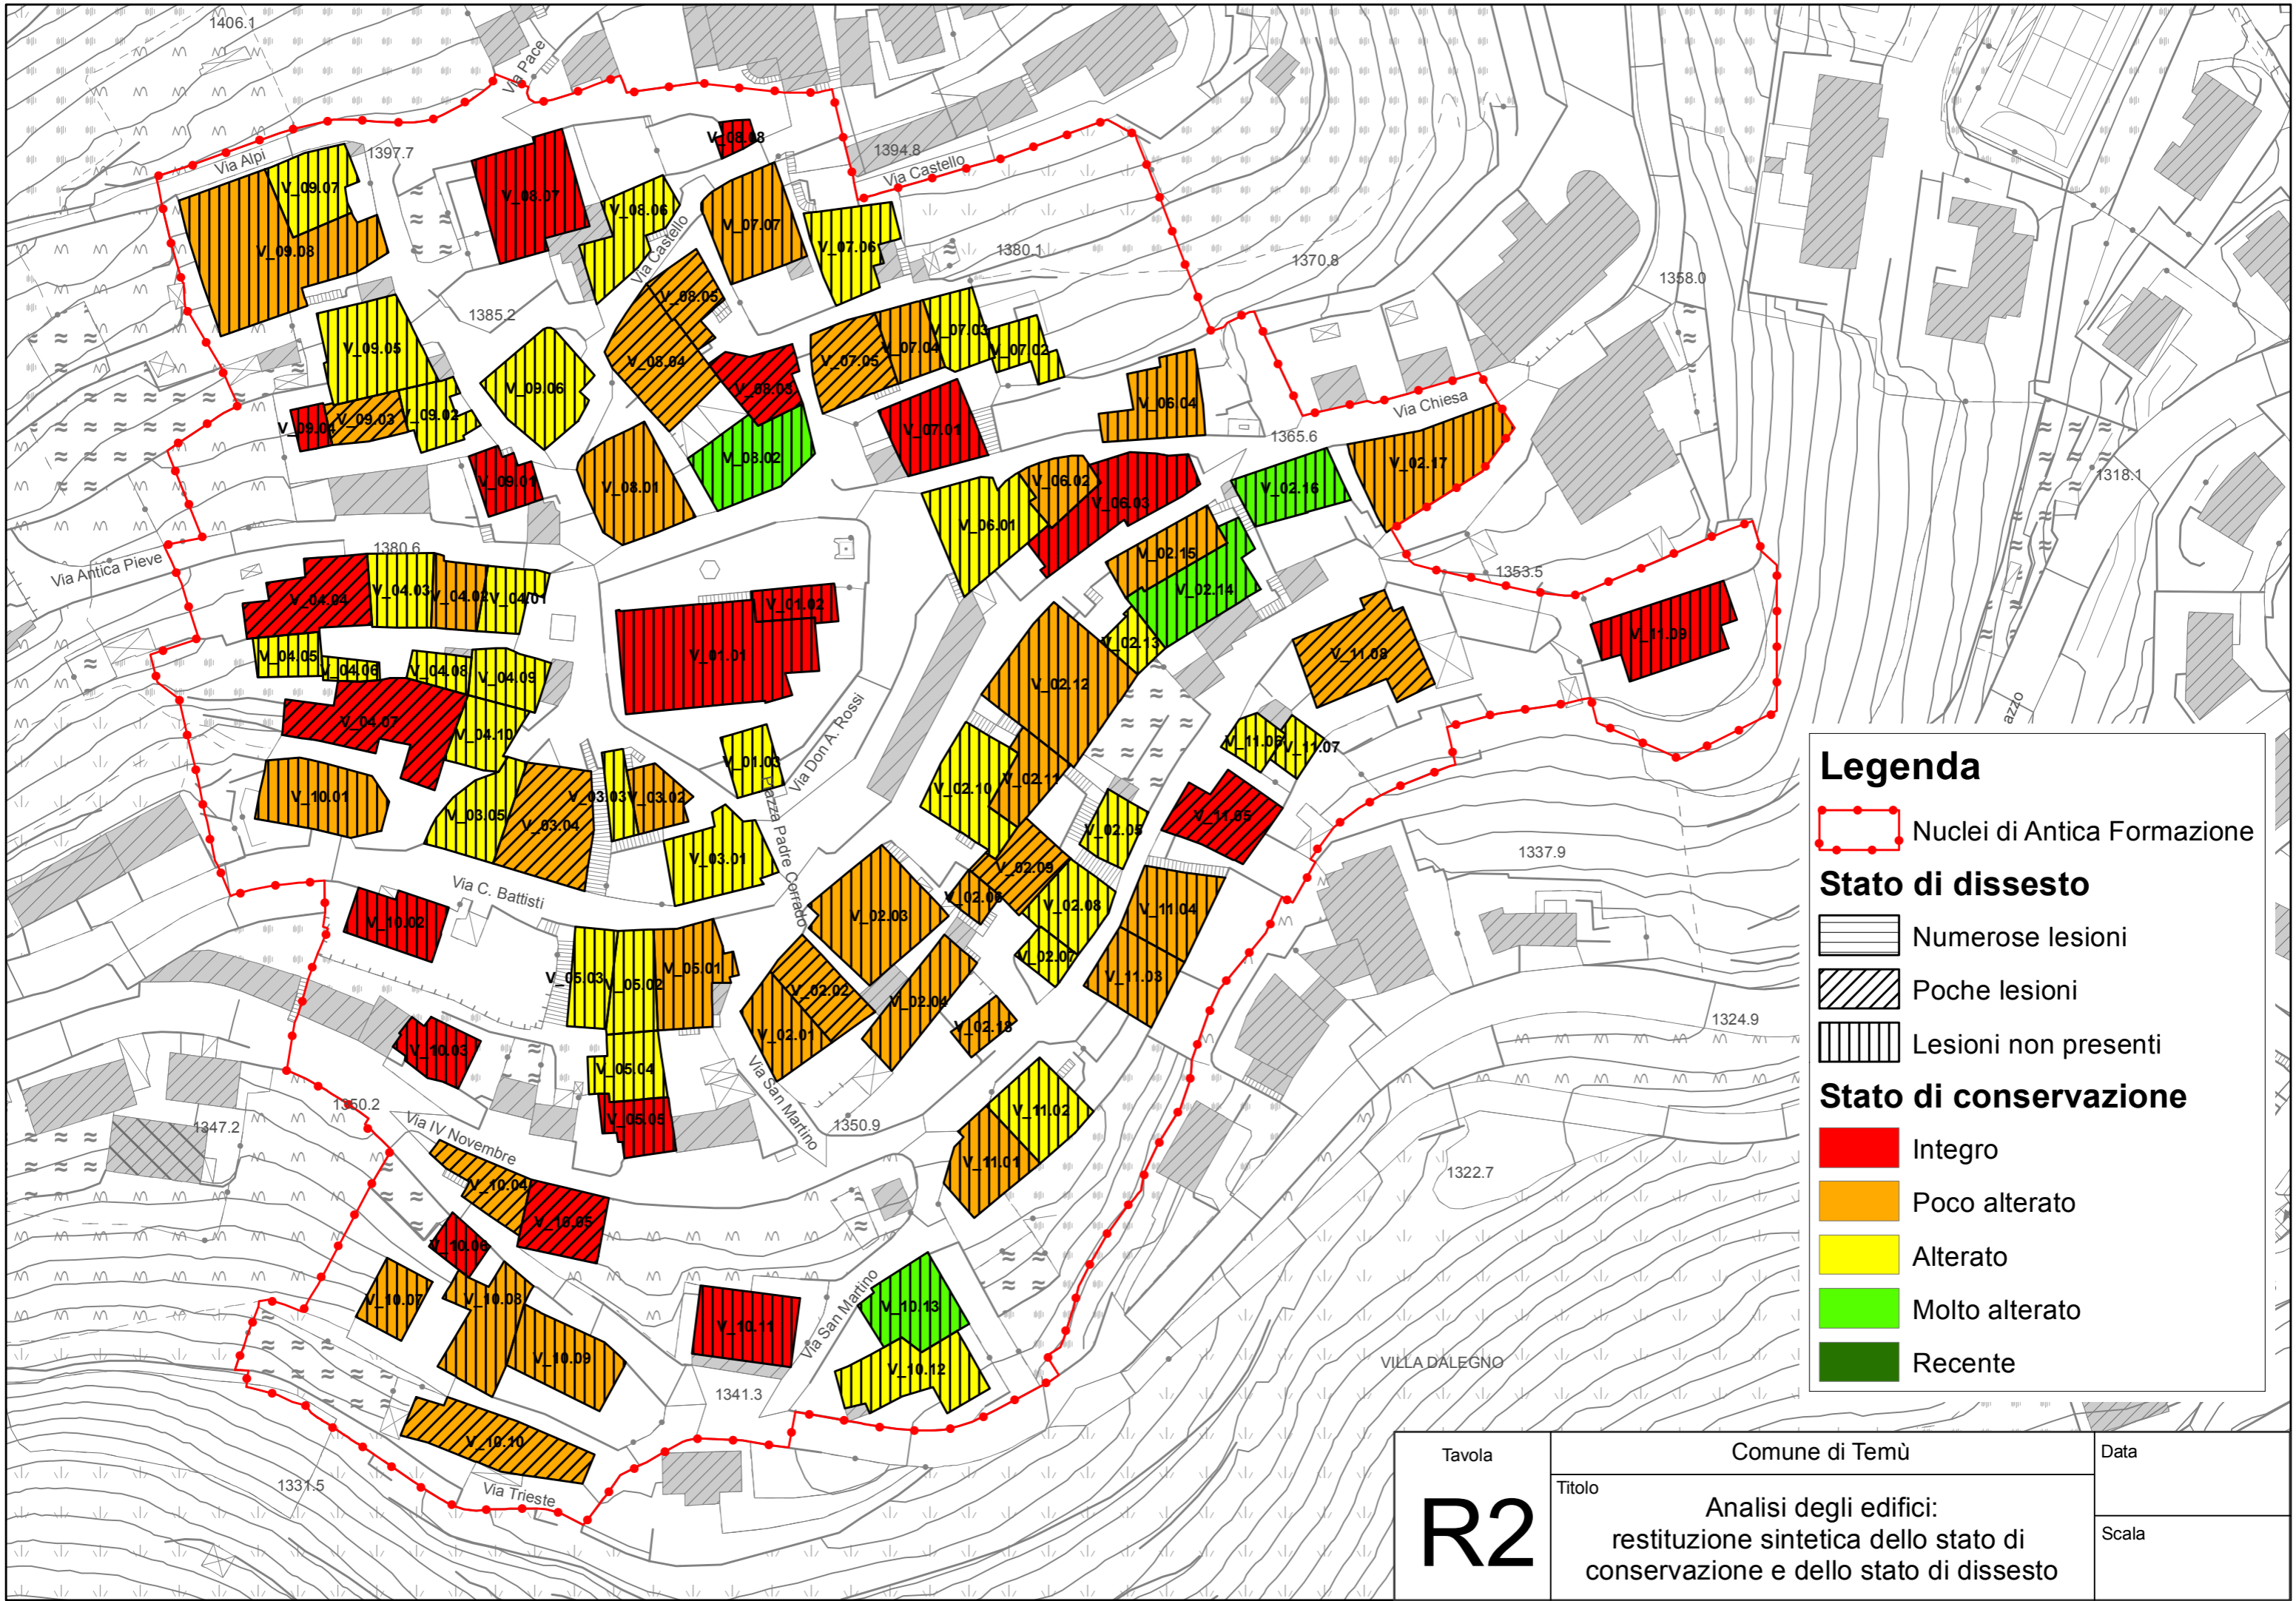 1406.1
Via Pace
V_08.08
Via Alpi
1397.7
1394.8
Via Castello
V_09.07
V_08.07
V_08.06
V_07.07
V_07.06
V_09.08
Via Castello
1380.1
1370.8
1358.0
V_08.05
1385.2
V_09.05
V_08.04
V_07.05
V_07.04
V_07.03
V_07.02
V_09.06
V_08.03
V_06.04
Via Chiesa
V_09.04
V_09.03
V_09.02
V_07.01
1365.6
V_08.02
V_02.17
V_09.01
V_08.01
V_06.02
V_06.03
V_02.16
1318.1
V_06.01
1380.6
Via Antica Pieve
V_02.15
1353.5
V_04.04
V_04.03
V_04.02
V_04.01
V_01.02
V_02.14
V_11.09
V_04.05
V_04.06
V_04.08
V_04.09
V_01.01
V_02.13
V_11.08
V_02.12
V_04.07
V_04.10
Via Don A. Rossi
V_01.03
V_11.06
V_11.07
azzo
V_10.01
V_03.05
V_03.04
V_03.03
V_03.02
V_02.10
V_02.11
V_02.05
V_11.05
V_03.01
Piazza Padre Corrado
1337.9
Via C. Battisti
V_02.09
V_02.06
V_02.08
V_11.04
V_10.02
V_02.03
V_02.07
V_11.03
V_05.03
V_05.02
V_05.01
V_02.02
V_02.04
V_02.01
V_02.18
1324.9
V_10.03
V_05.04
V_05.05
Via San Martino
1350.2
1347.2
Via IV Novembre
1350.9
V_11.02
V_11.01
1322.7
V_10.04
V_10.05
V_10.06
V_10.07
V_10.08
V_10.09
V_10.11
Via San Martino
V_10.13
V_10.12
VILLA DALEGNO
1341.3
V_10.10
1331.5
Via Trieste
Legenda
Nuclei di Antica Formazione
Stato di dissesto
Numerose lesioni
Poche lesioni
Lesioni non presenti
Stato di conservazione
Integro
Poco alterato
Alterato
Molto alterato
Recente
Tavola
R2
Comune di Temù
Titolo
Analisi degli edifici:
restituzione sintetica dello stato di
conservazione e dello stato di dissesto
Data
Scala